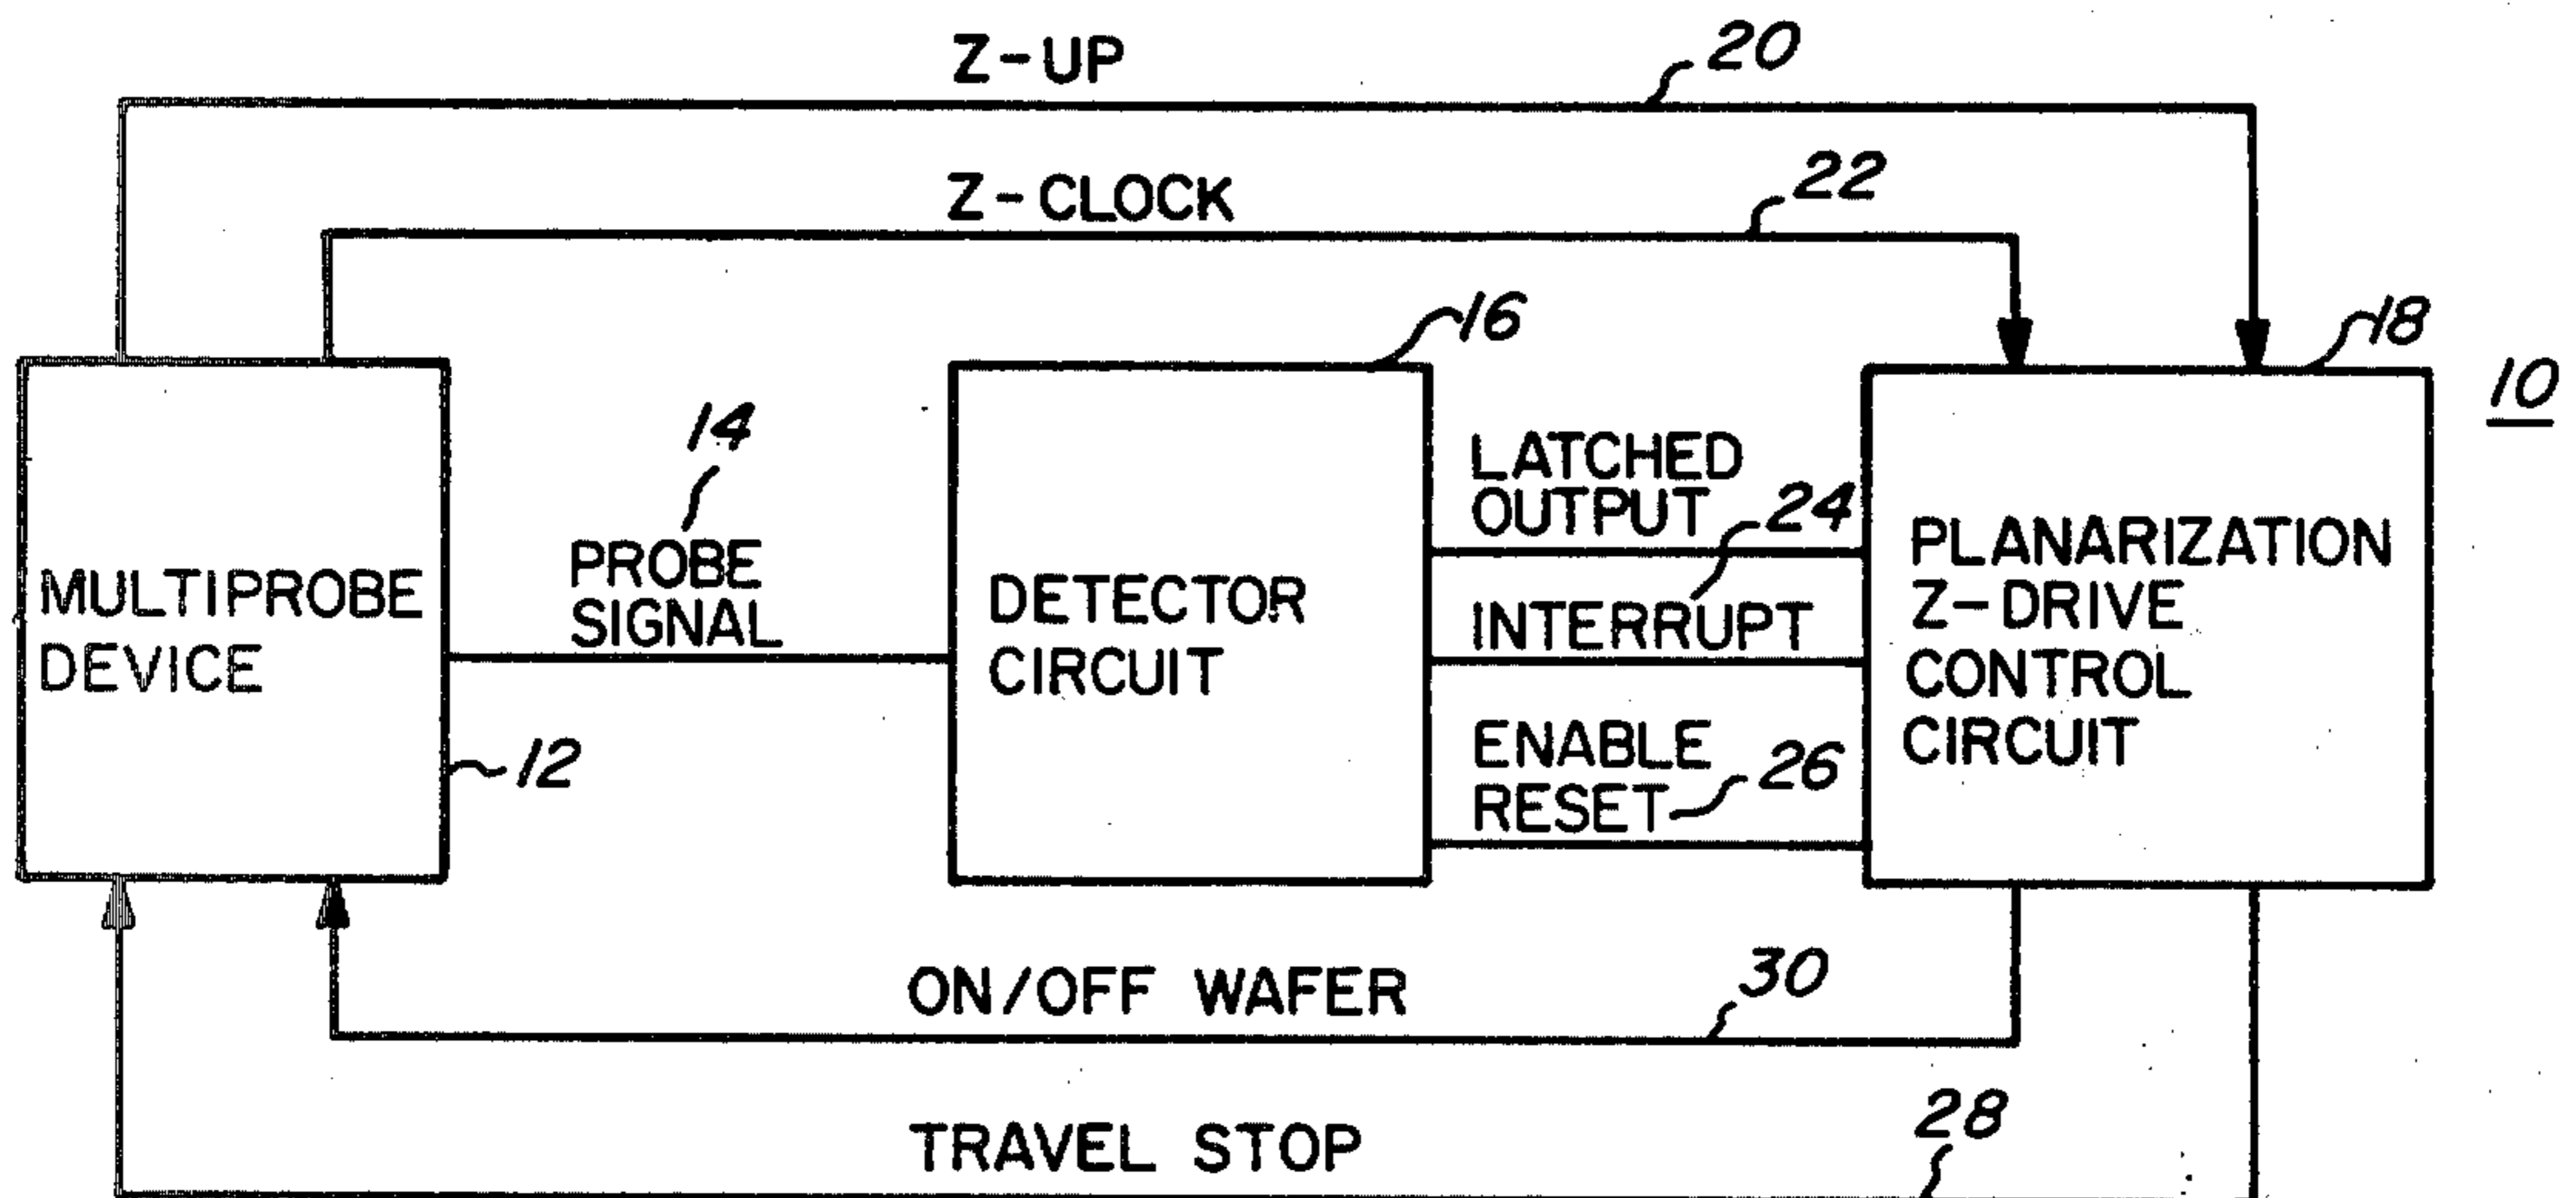 Z-UP
20
Z-CLOCK
22
16
18
10
14
LATCHED
OUTPUT
24
PROBE
SIGNAL
MULTIPROBE
DEVICE
DETECTOR
CIRCUIT
INTERRUPT
PLANARIZATION
Z-DRIVE
CONTROL
CIRCUIT
12
ENABLE
RESET
26
ON/OFF WAFER
30
TRAVEL STOP
28